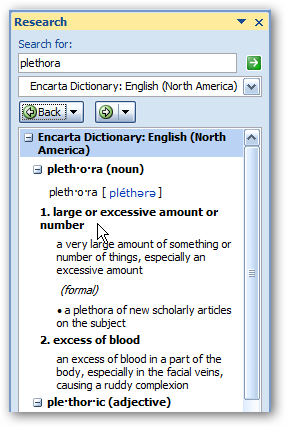 Research
Search for:
plethora
Encarta Dictionary: English (North America)
Back
Encarta Dictionary: English (North
America)
pleth·o·ra (noun)
pleth·o·ra [ pléthərə ]
1. large or excessive amount or
number
a very large amount of something or
number of things, especially an
excessive amount
(formal)
• a plethora of new scholarly articles
on the subject
2. excess of blood
an excess of blood in a part of the
body, especially in the facial veins,
causing a ruddy complexion
ple·thor·ic (adjective)